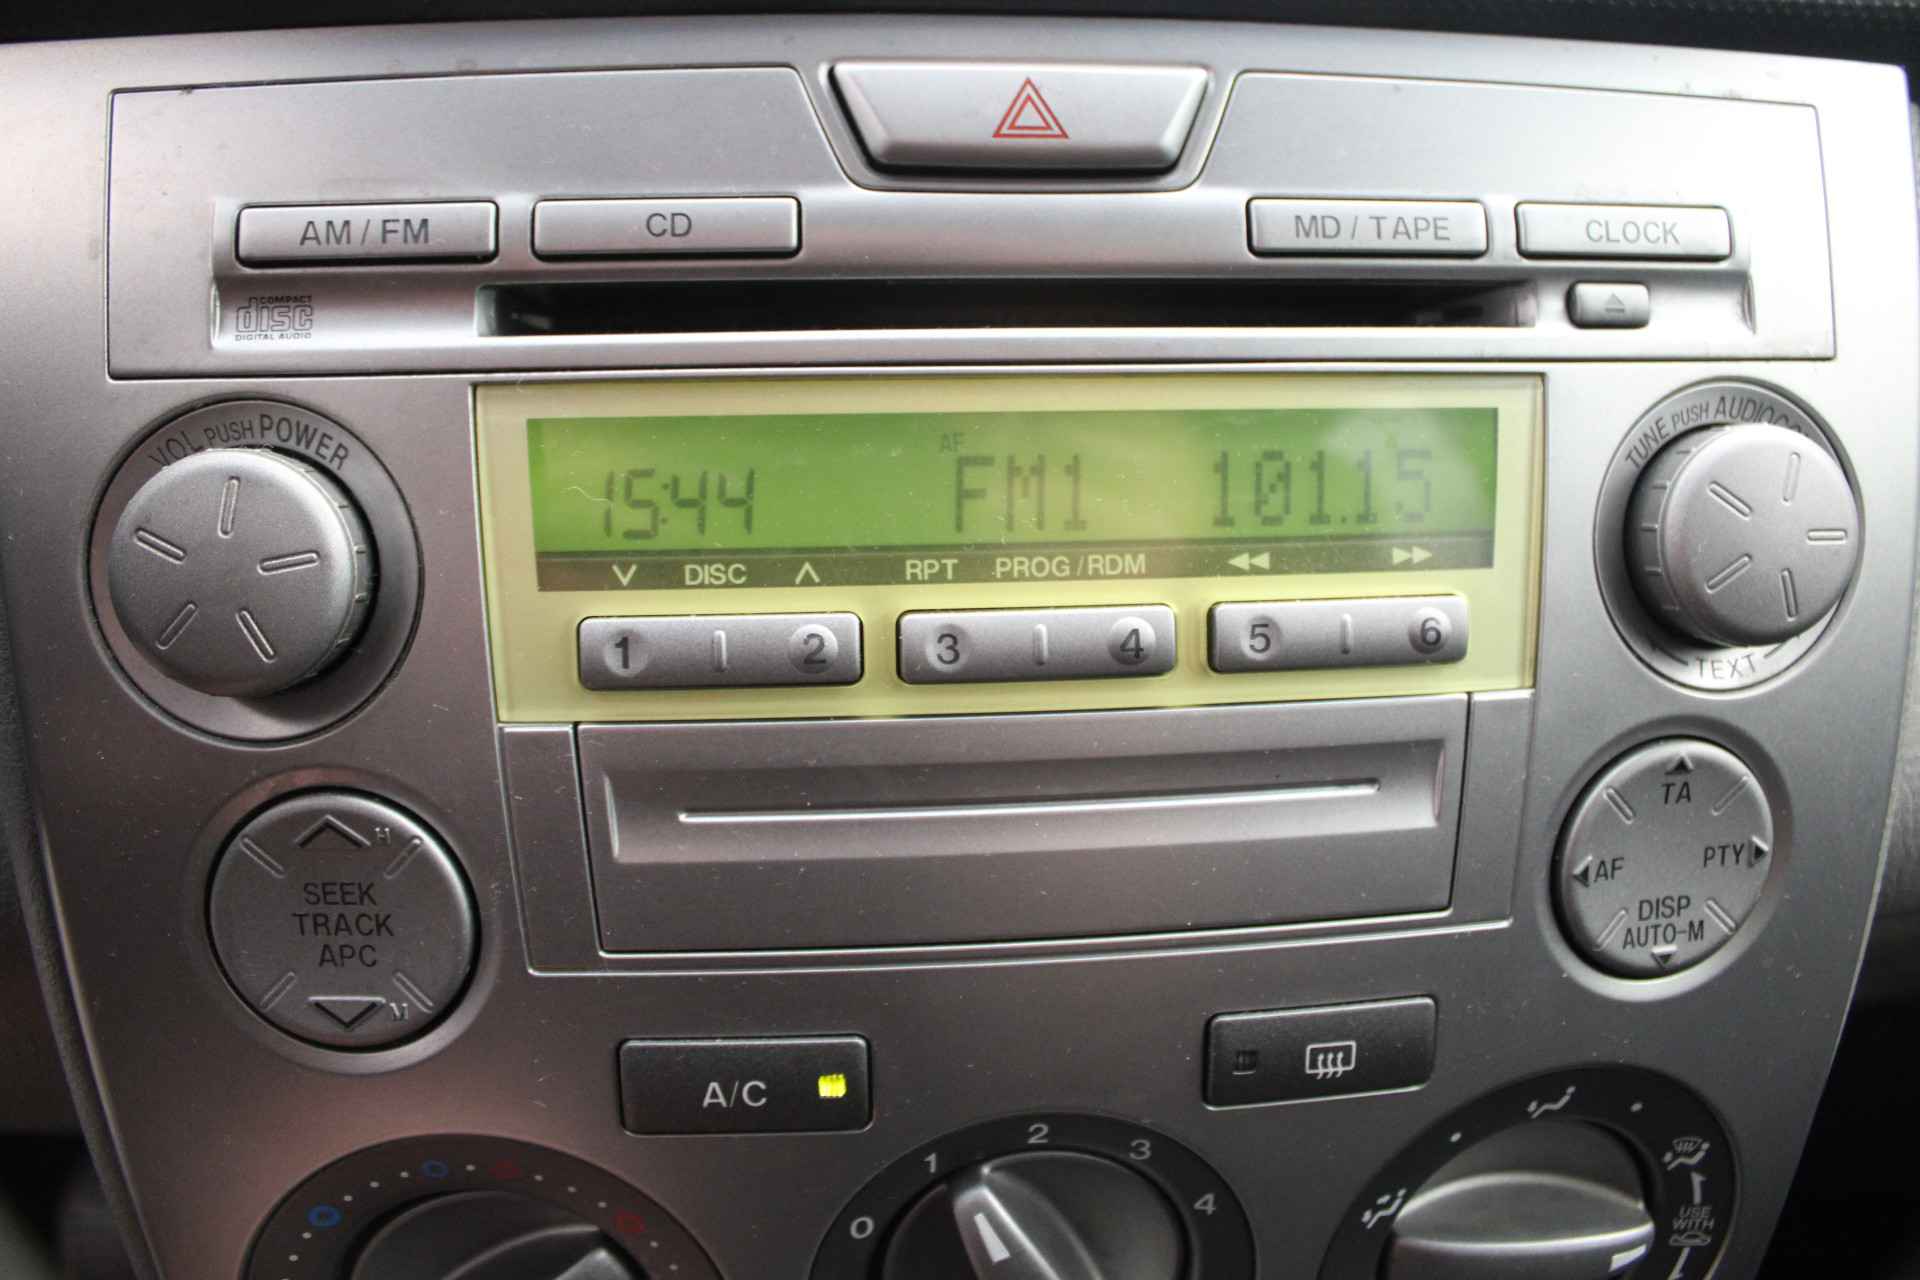 AM / FM
CD
MD / TAPE
CLOCK
COMPACT
disc
DIGITAL AUDIO
VOL PUSH POWER
TUNE PUSH AUDIO
AF
15:44
FM1
101.15
DISC
RPT
PROG / RDM
1
2
3
4
5
6
TEXT
H
SEEK
TRACK
APC
M
TA
AF
PTY
DISP
AUTO-M
A/C
0
1
2
3
4
USE
WITH